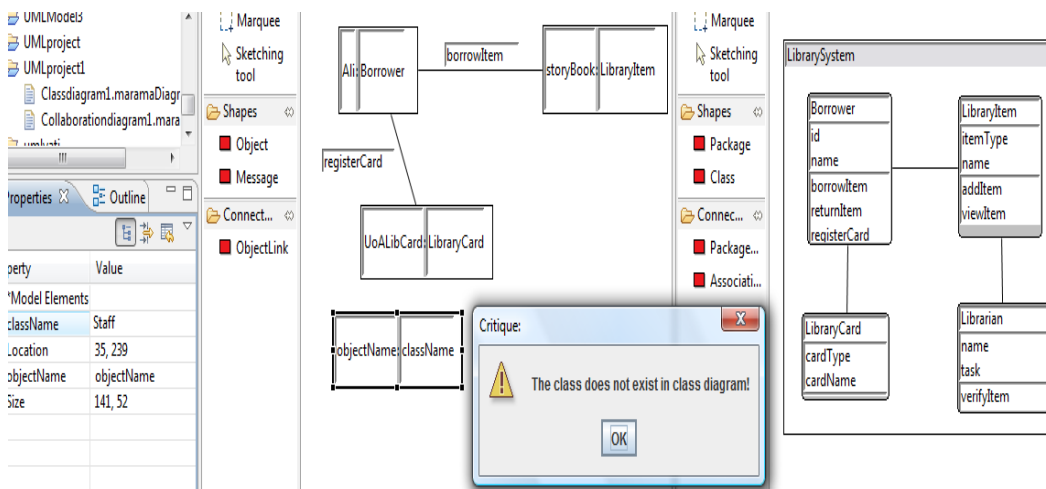 UMLModel3
UMLproject
UMLproject1
Classdiagram1.maramaDiagr
Collaborationdiagram1.mara
Properties
Outline
perty
Value
*Model Elements
className
Staff
Location
35, 239
objectName
objectName
Size
141, 52
Marquee
Sketching
tool
Shapes
Object
Message
Connect...
ObjectLink
Ali:Borrower
borrowItem
storyBook:LibraryItem
registerCard
UoALibCard:LibraryCard
objectName:className
Marquee
Sketching
tool
Shapes
Package
Class
Connec...
Package...
Associati...
Critique:
The class does not exist in class diagram!
OK
LibrarySystem
Borrower
id
name
borrowItem
returnItem
registerCard
LibraryItem
itemType
name
addItem
viewItem
LibraryCard
cardType
cardName
Librarian
name
task
verifyItem